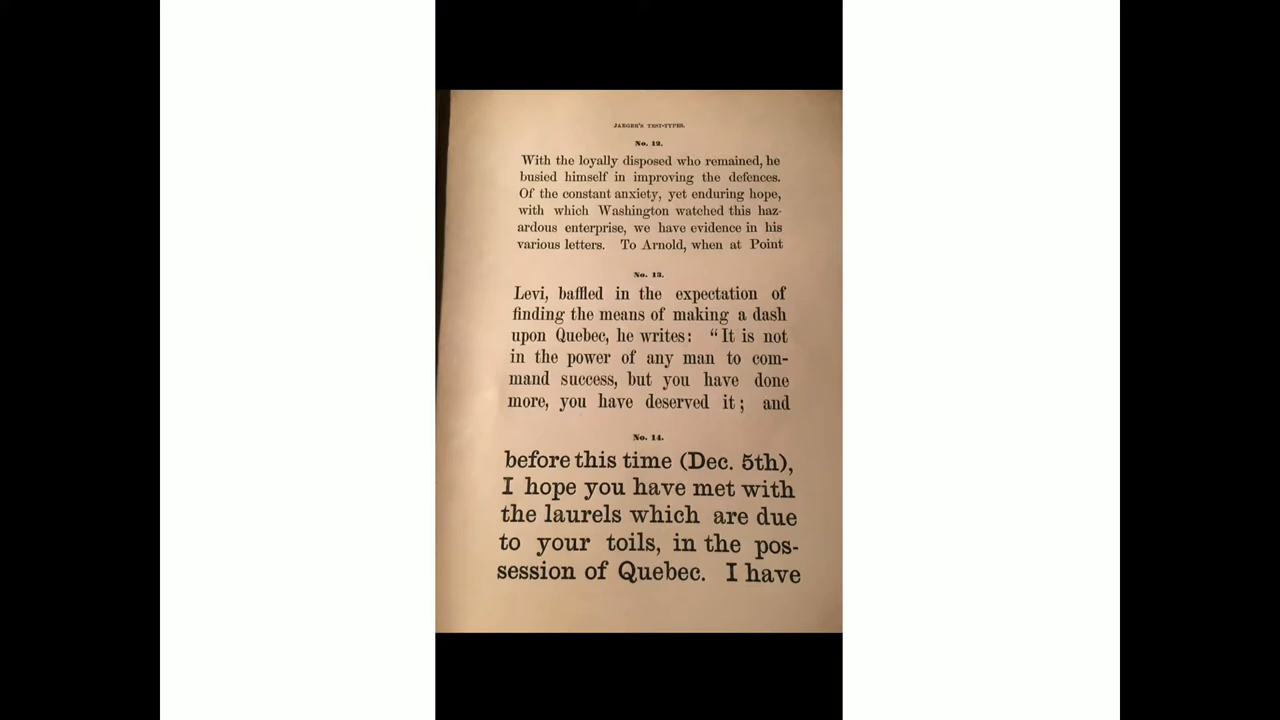 JAEGER'S TEST-TYPES.
No. 12.
With the loyally disposed who remained, he
busied himself in improving the defences.
Of the constant anxiety, yet enduring hope,
with which Washington watched this haz-
ardous enterprise, we have evidence in his
various letters. To Arnold, when at Point
No. 13.
Levi, baffled in the expectation of
finding the means of making a dash
upon Quebec, he writes: “It is not
in the power of any man to com-
mand success, but you have done
more, you have deserved it; and
No. 14.
before this time (Dec. 5th),
I hope you have met with
the laurels which are due
to your toils, in the pos-
session of Quebec. I have